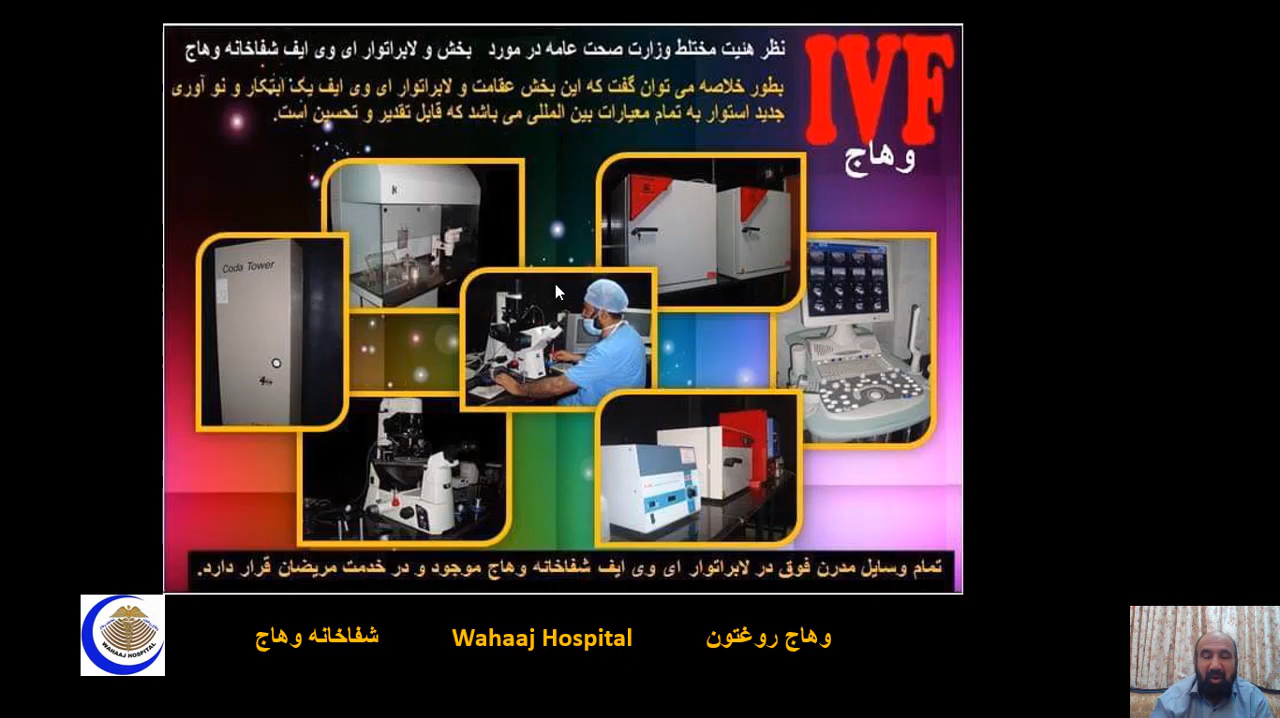 IVF
وهاج
نظر هئیت مختلط وزارت صحت عامه در مورد بخش و لابراتوار ای وی ایف شفاخانه وهاج
بطور خلاصه می توان گفت که این بخش عقامت و لابراتوار ای وی ایف یک ابتکار و نو آوری
جدید استوار به تمام معیارات بین المللی می باشد که قابل تقدیر و تحسین است.
Coda Tower
تمام وسایل مدرن فوق در لابراتوار ای وی ایف شفاخانه وهاج موجود و در خدمت مریضان قرار دارد.
WAHAAJ HOSPITAL
وهاج روغتون Wahaaj Hospital شفاخانه وهاج